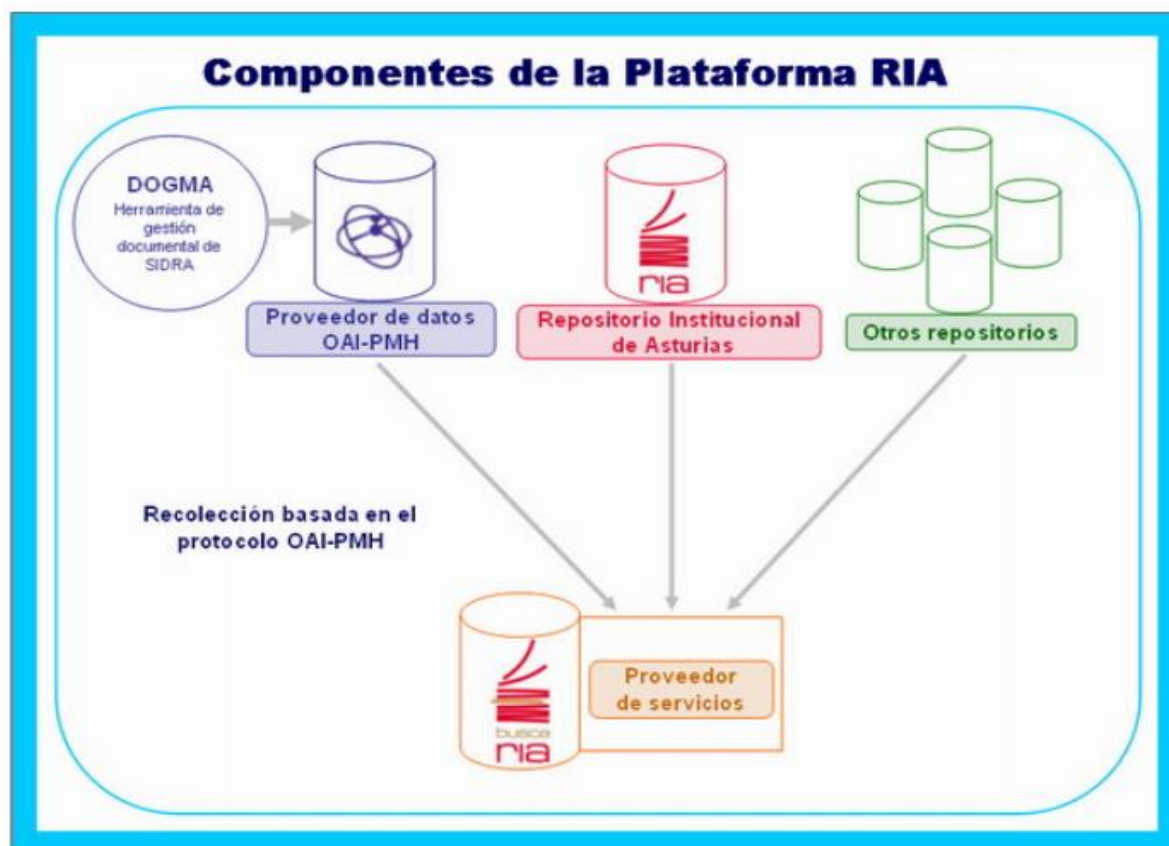 Componentes de la Plataforma RIA
DOGMA
Herramienta de
gestión
documental de
SIDRA
Proveedor de datos
OAI-PMH
ria
Repositorio Institucional
de Asturias
Otros repositorios
Recolección basada en el
protocolo OAI-PMH
busca
ria
Proveedor
de servicios